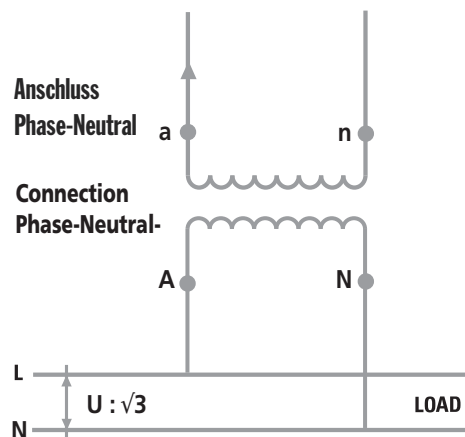 Anschluss
Phase-Neutral
a
n
Connection
Phase-Neutral-
A
N
L
U : √3
LOAD
N